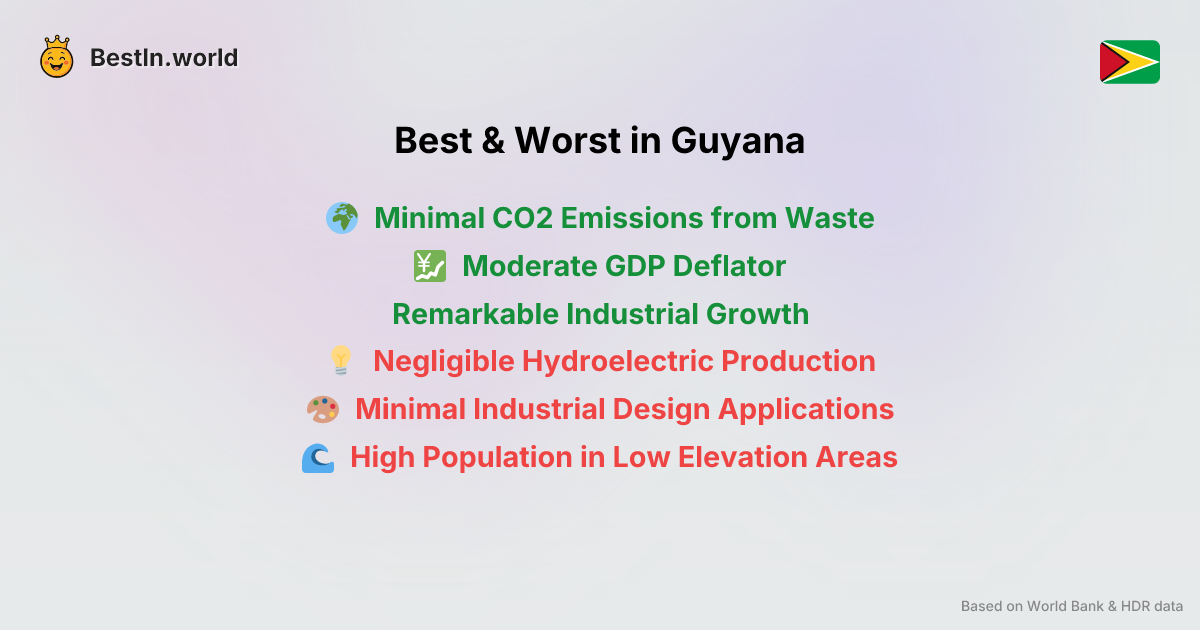 BestIn.world
Best & Worst in Guyana
Minimal CO2 Emissions from Waste
Moderate GDP Deflator
Remarkable Industrial Growth
Negligible Hydroelectric Production
Minimal Industrial Design Applications
High Population in Low Elevation Areas
Based on World Bank & HDR data